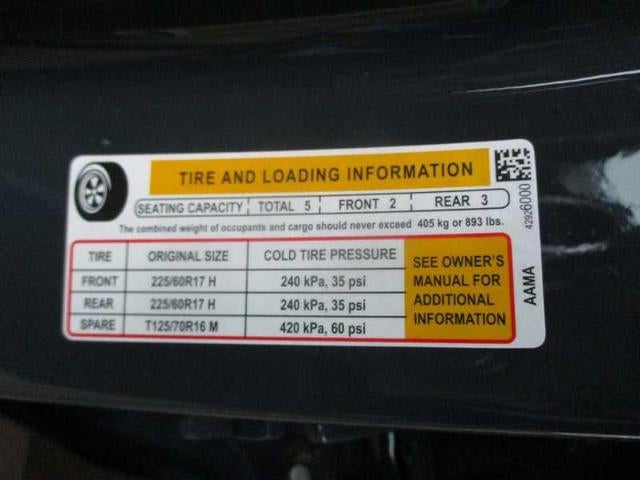 TIRE AND LOADING INFORMATION
SEATING CAPACITY TOTAL 5 FRONT 2 REAR 3
The combined weight of occupants and cargo should never exceed 405 kg or 893 lbs.
TIRE ORIGINAL SIZE COLD TIRE PRESSURE
FRONT 225/60R17 H 240 kPa, 35 psi
REAR 225/60R17 H 240 kPa, 35 psi
SPARE T125/70R16 M 420 kPa, 60 psi
SEE OWNER'S
MANUAL FOR
ADDITIONAL
INFORMATION
42926000
AAMA